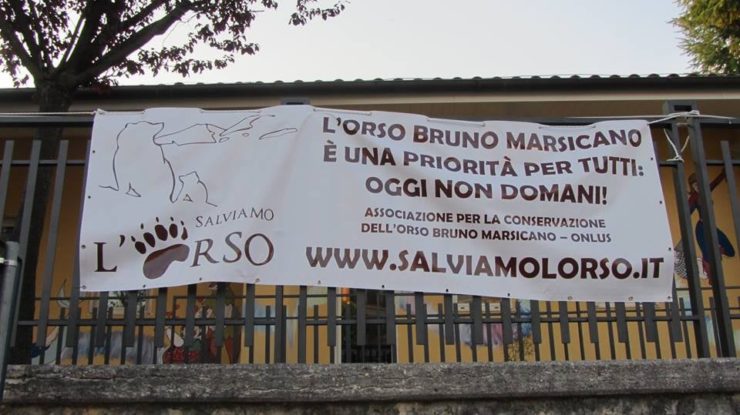 SALVIAMO
L'ORSO
L'ORSO BRUNO MARSICANO
È UNA PRIORITÀ PER TUTTI:
OGGI NON DOMANI!
ASSOCIAZIONE PER LA CONSERVAZIONE
DELL'ORSO BRUNO MARSICANO – ONLUS
WWW.SALVIAMOLORSO.IT